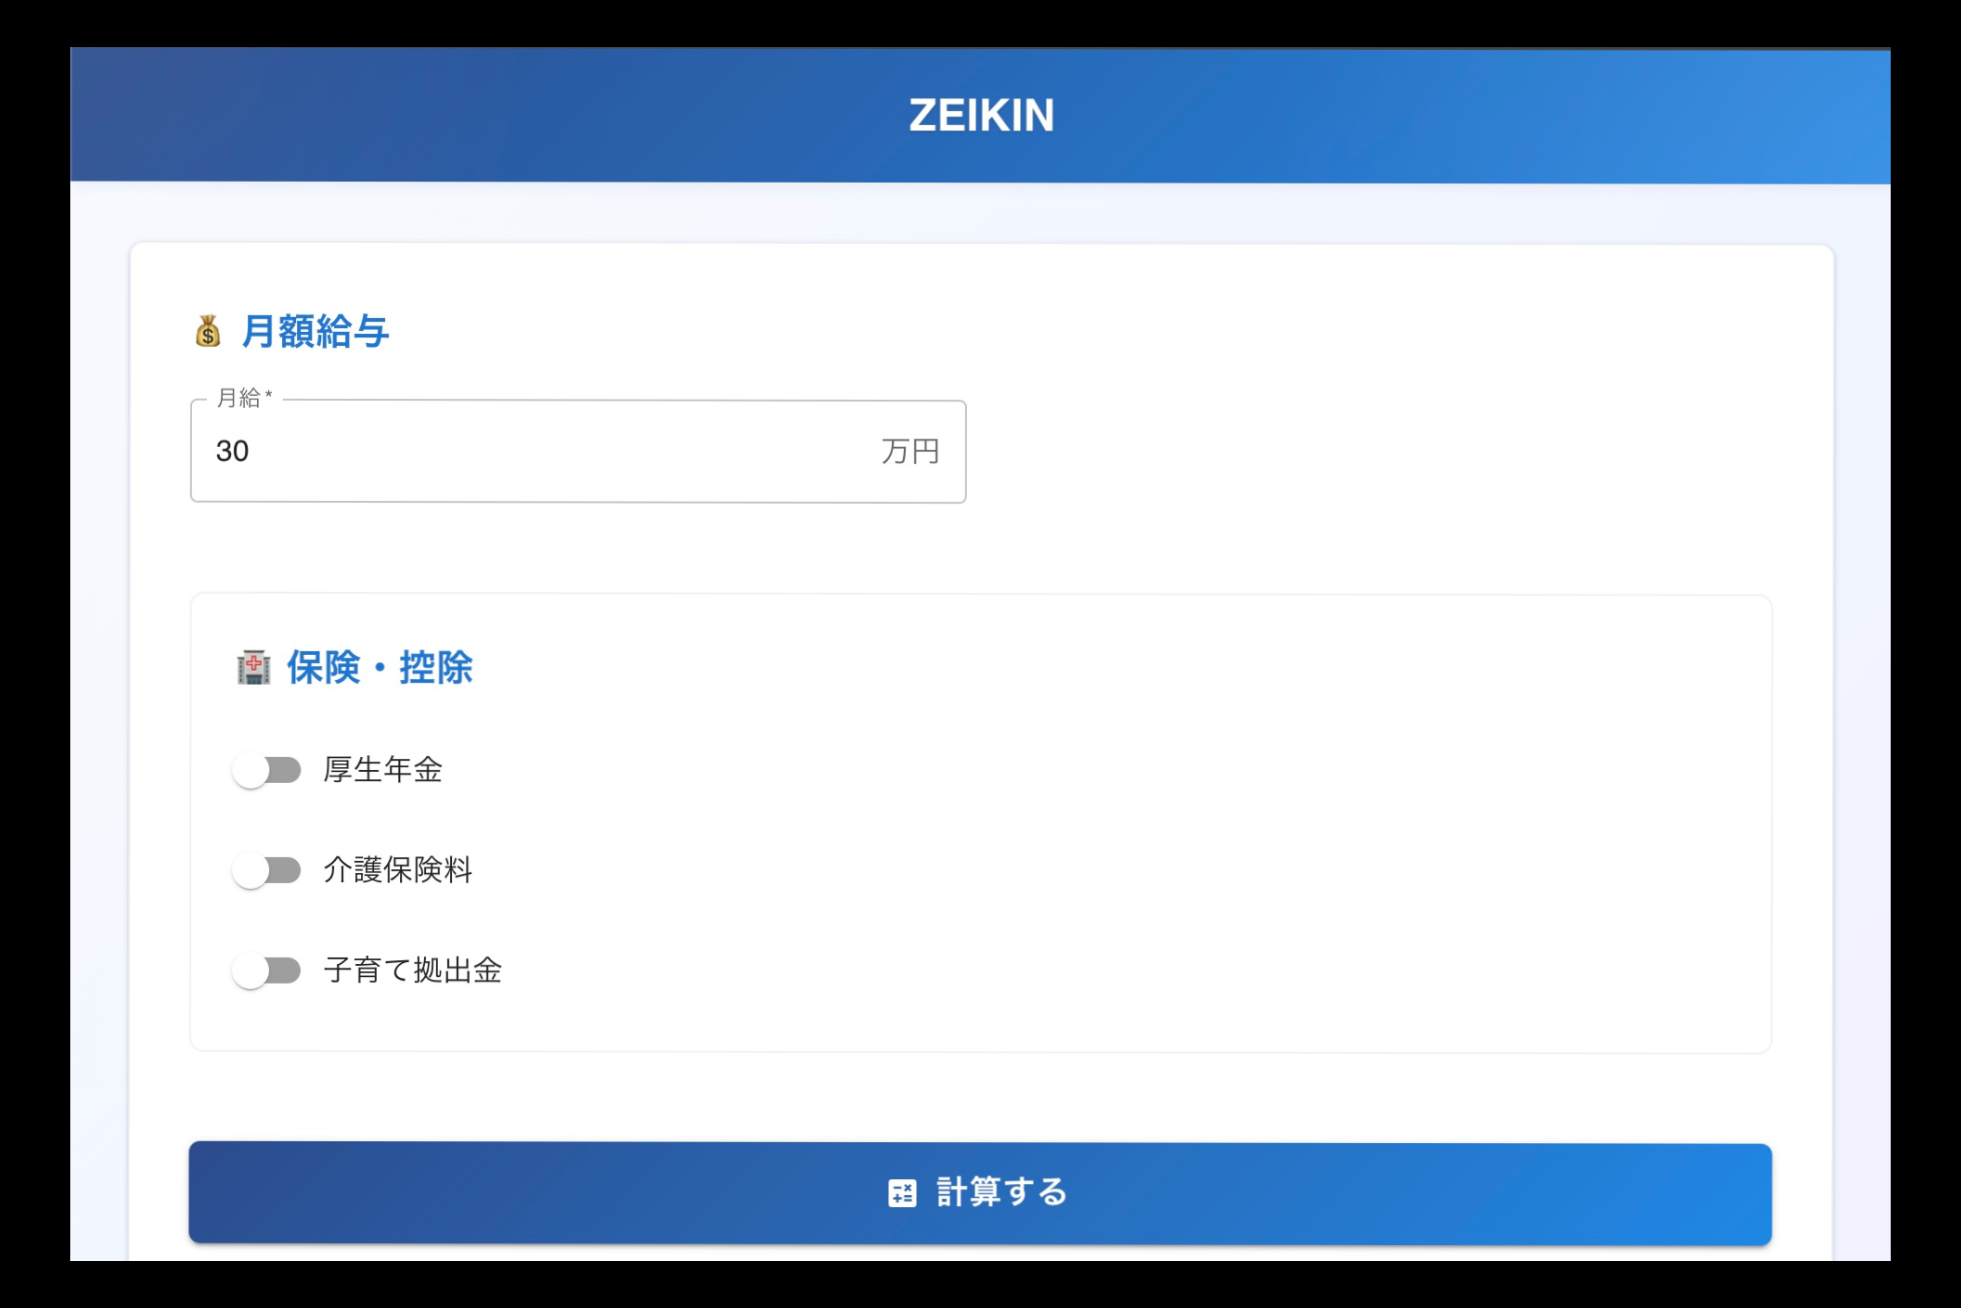 ZEIKIN
月額給与
月給*
30 万円
保険・控除
厚生年金
介護保険料
子育て拠出金
計算する